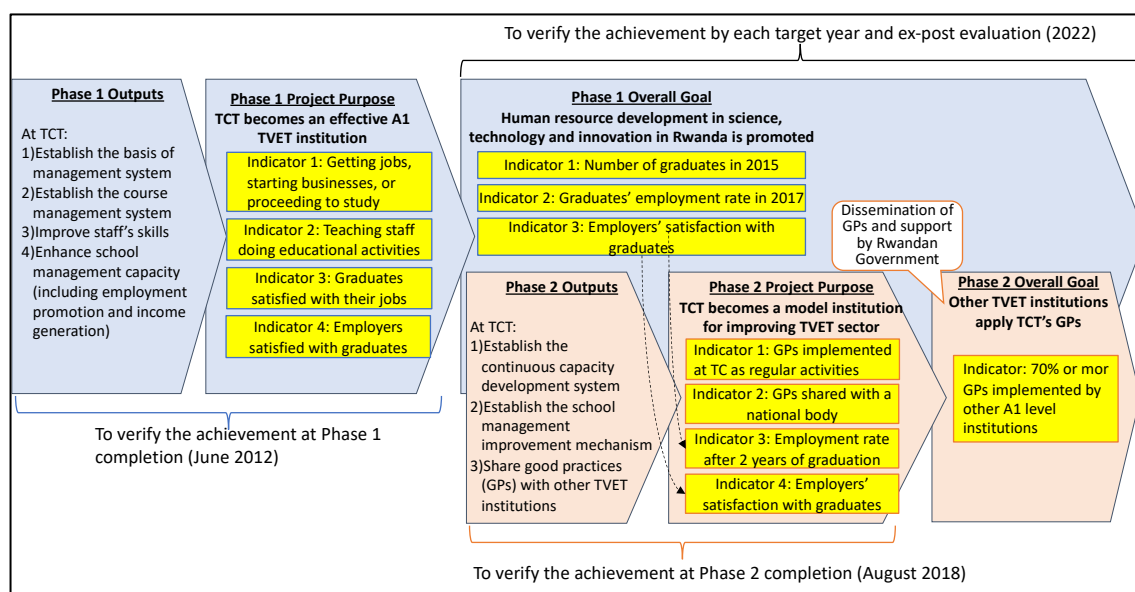 To verify the achievement by each target year and ex-post evaluation (2022)
Phase 1 Outputs
At TCT:
1)Establish the basis of
management system
2)Establish the course
management system
3)Improve staff's skills
4)Enhance school
management capacity
(including employment
promotion and income
generation)
Phase 1 Project Purpose
TCT becomes an effective A1
TVET institution
Indicator 1: Getting jobs,
starting businesses, or
proceeding to study
Indicator 2: Teaching staff
doing educational activities
Indicator 3: Graduates
satisfied with their jobs
Indicator 4: Employers
satisfied with graduates
Phase 1 Overall Goal
Human resource development in science,
technology and innovation in Rwanda is promoted
Indicator 1: Number of graduates in 2015
Indicator 2: Graduates' employment rate in 2017
Indicator 3: Employers' satisfaction with
graduates
Dissemination of
GPs and support
by Rwandan
Government
Phase 2 Outputs
At TCT:
1)Establish the
continuous capacity
development system
2)Establish the school
management
improvement mechanism
3)Share good practices
(GPs) with other TVET
institutions
Phase 2 Project Purpose
TCT becomes a model institution
for improving TVET sector
Indicator 1: GPs implemented
at TC as regular activities
Indicator 2: GPs shared with a
national body
Indicator 3: Employment rate
after 2 years of graduation
Indicator 4: Employers'
satisfaction with graduates
Phase 2 Overall Goal
Other TVET institutions
apply TCT's GPs
Indicator: 70% or mor
GPs implemented by
other A1 level
institutions
To verify the achievement at Phase 1
completion (June 2012)
To verify the achievement at Phase 2 completion (August 2018)